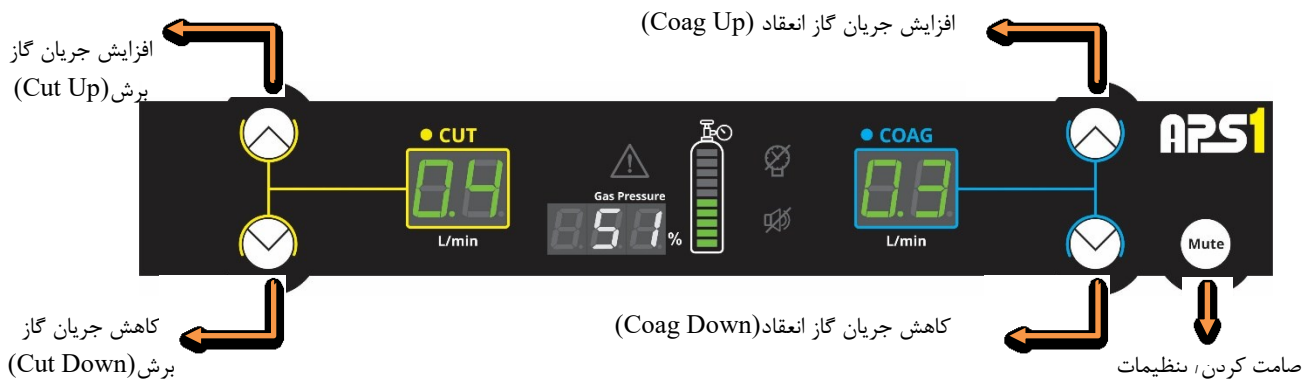 افزایش جریان گاز انعقاد (Coag Up)
افزایش جریان گاز
برش(Cut Up)
CUT
COAG
APS1
0.4
Gas Pressure
51
%
0.3
L/min
L/min
Mute
کاهش جریان گاز
برش(Cut Down)
کاهش جریان گاز انعقاد(Coag Down)
صامت کردن/ تنظیمات